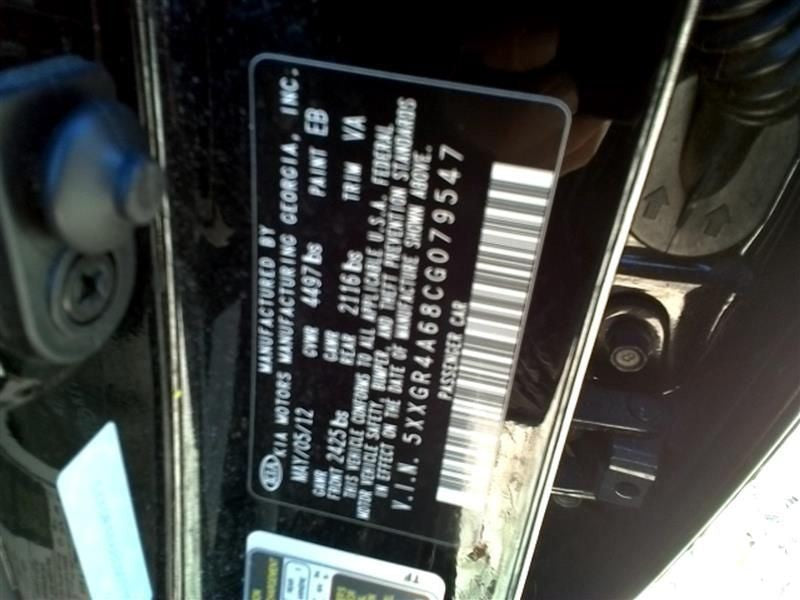 MANUFACTURED BY
KIA KIA MOTORS MANUFACTURING GEORGIA, INC.
MAY/05/12 GVWR 4497lbs PAINT EB
GAWR FRONT 2425lbs GAWR REAR 2116lbs TRIM VA
THIS VEHICLE CONFORMS TO ALL APPLICABLE U.S.A. FEDERAL
MOTOR VEHICLE SAFETY, BUMPER, AND THEFT PREVENTION STANDARDS
IN EFFECT ON THE DATE OF MANUFACTURE SHOWN ABOVE.
V.I.N. 5XXGR4A68CG079547
PASSENGER CAR